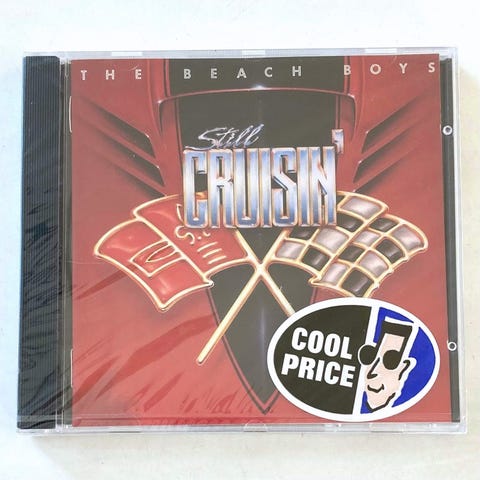 THE BEACH BOYS
Still
CRUISIN'
COOL
PRICE